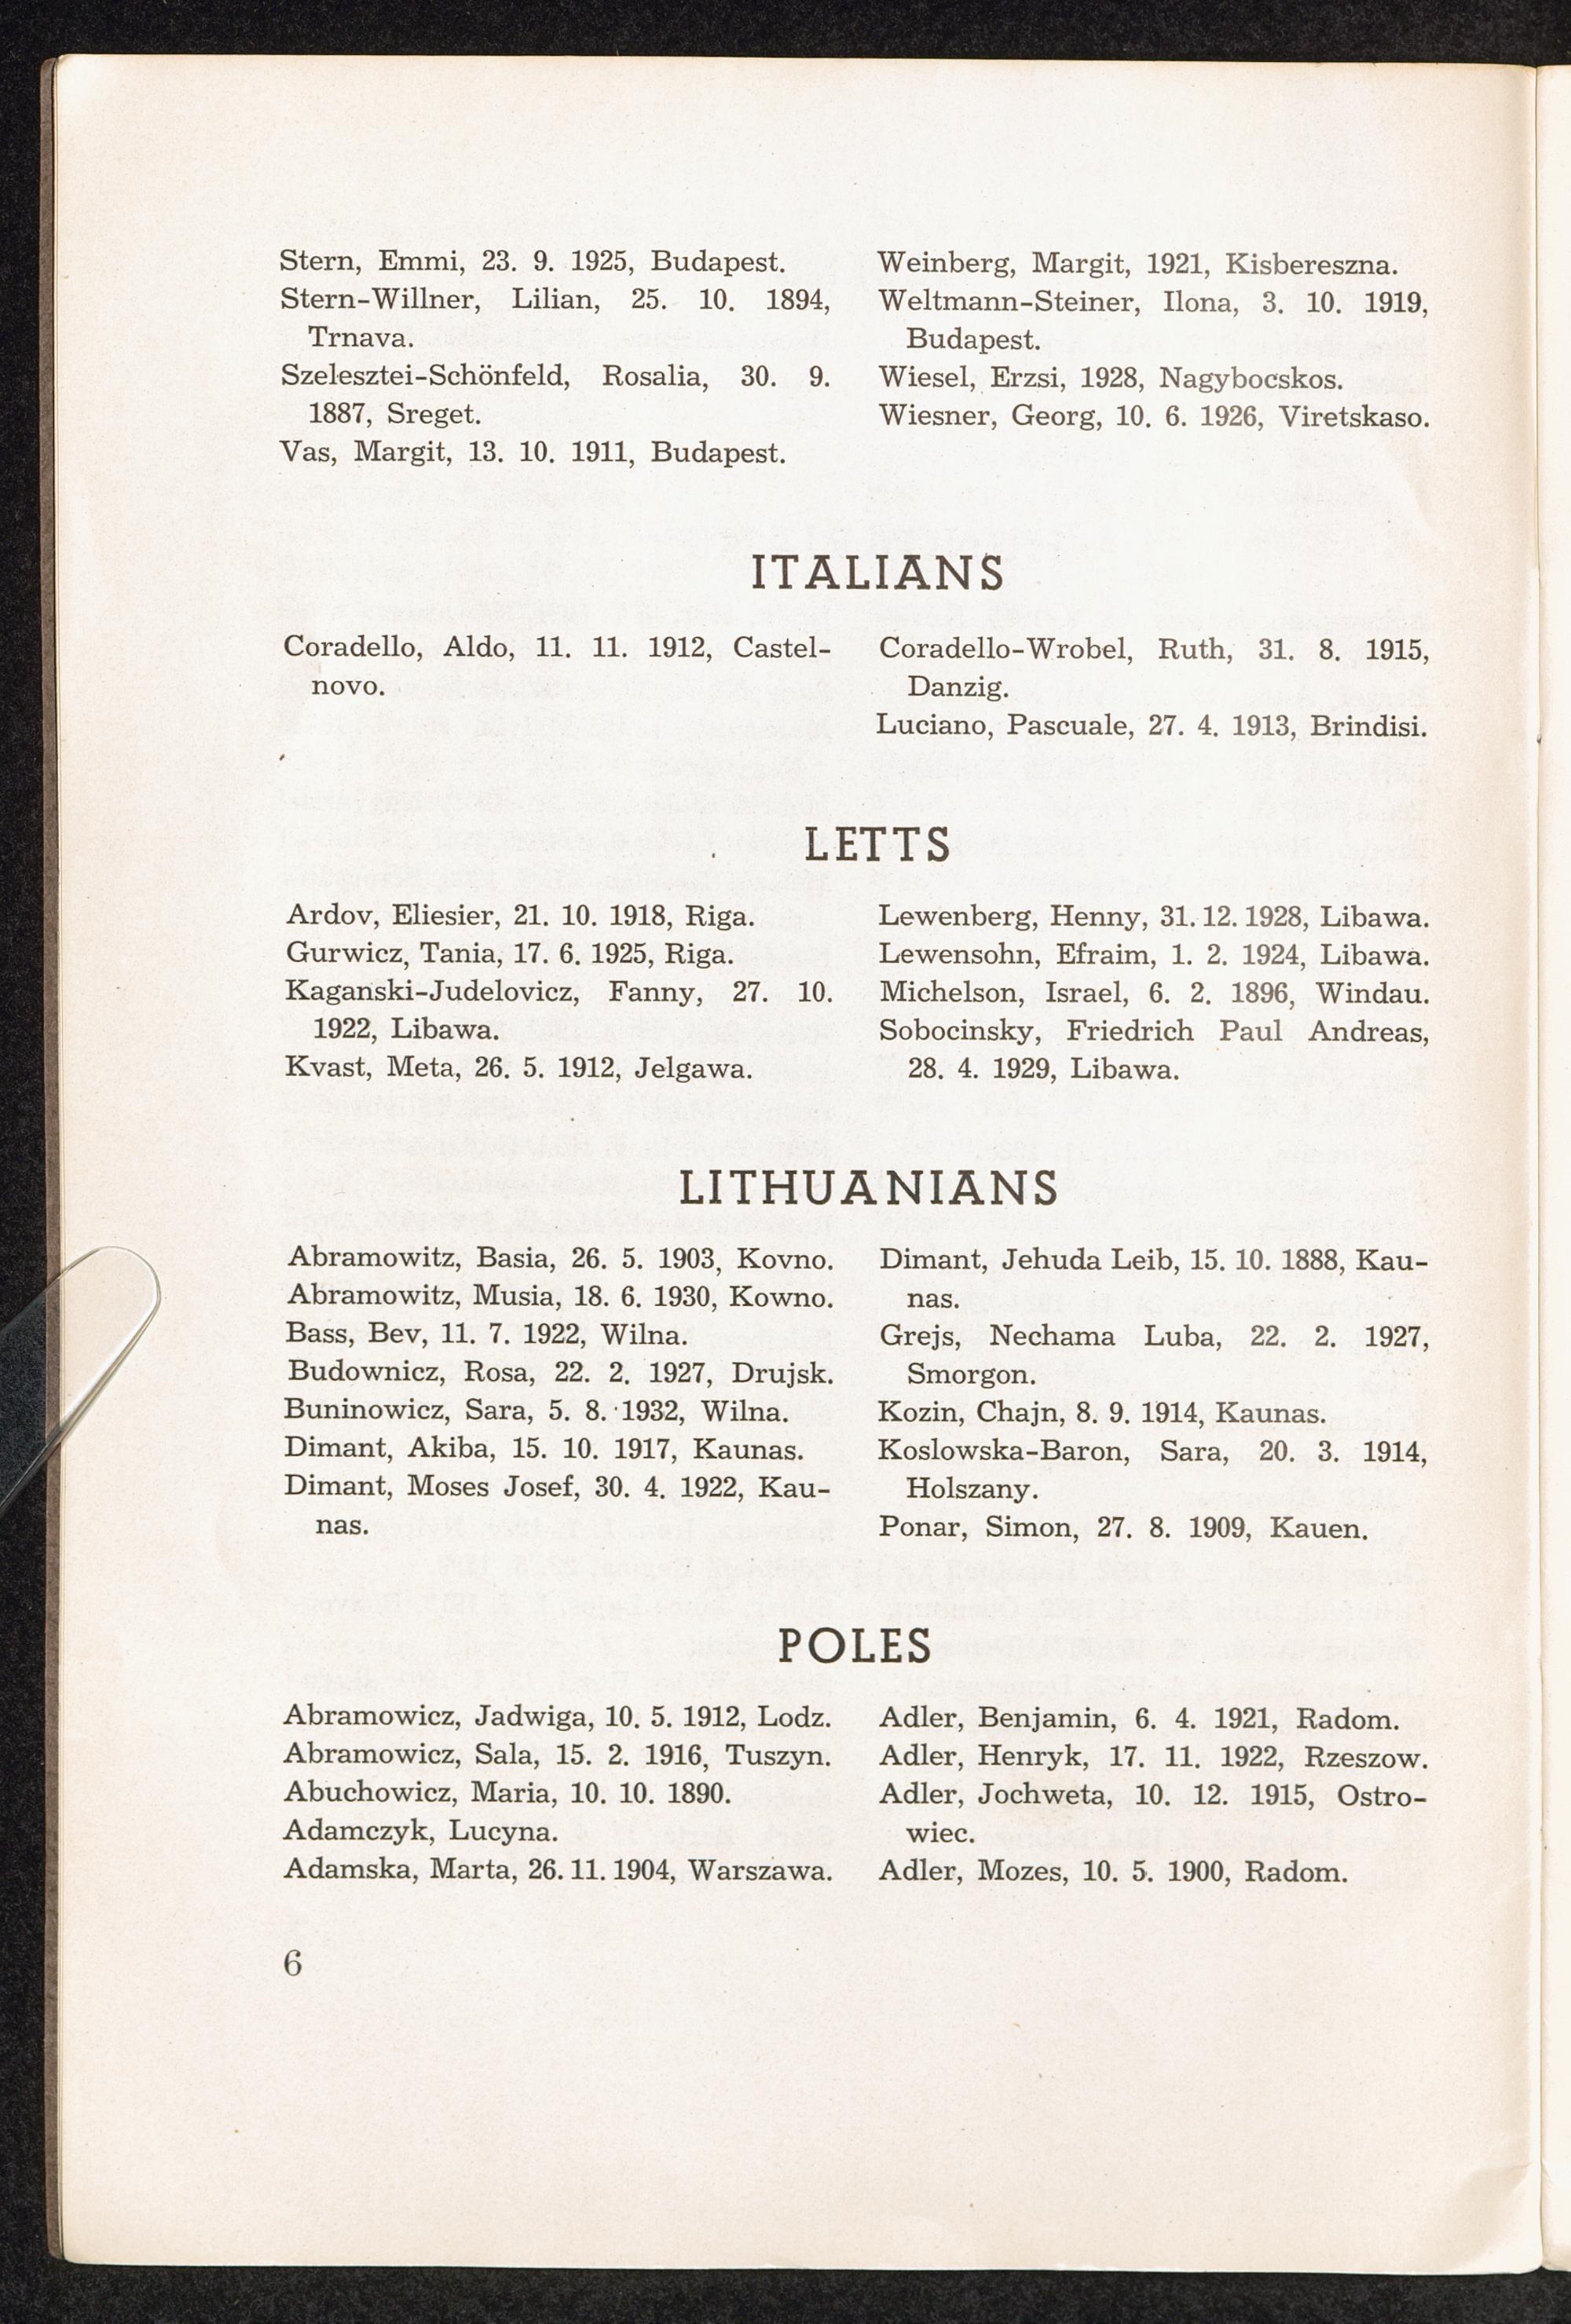 Stern, Emmi, 23. 9. 1925, Budapest.
Stern-Willner, Lilian, 25. 10. 1894,
Trnava.
Szelesztei-Schönfeld, Rosalia, 30. 9.
1887, Sreget.
Vas, Margit, 13. 10. 1911, Budapest.
Weinberg, Margit, 1921, Kisbereszna.
Weltmann-Steiner, Ilona, 3. 10. 1919,
Budapest.
Wiesel, Erzsi, 1928, Nagybocskos.
Wiesner, Georg, 10. 6. 1926, Viretskaso.
ITALIANS
Coradello, Aldo, 11. 11. 1912, Castel-
novo.
Coradello-Wrobel, Ruth, 31. 8. 1915,
Danzig.
Luciano, Pascuale, 27. 4. 1913, Brindisi.
LETTS
Ardov, Eliesier, 21. 10. 1918, Riga.
Gurwicz, Tania, 17. 6. 1925, Riga.
Kaganski-Judelovicz, Fanny, 27. 10.
1922, Libawa.
Kvast, Meta, 26. 5. 1912, Jelgawa.
Lewenberg, Henny, 31. 12. 1928, Libawa.
Lewensohn, Efraim, 1. 2. 1924, Libawa.
Michelson, Israel, 6. 2. 1896, Windau.
Sobocinsky, Friedrich Paul Andreas,
28. 4. 1929, Libawa.
LITHUANIANS
Abramowitz, Basia, 26. 5. 1903, Kovno.
Abramowitz, Musia, 18. 6. 1930, Kowno.
Bass, Bev, 11. 7. 1922, Wilna.
Budownicz, Rosa, 22. 2. 1927, Drujsk.
Buninowicz, Sara, 5. 8. 1932, Wilna.
Dimant, Akiba, 15. 10. 1917, Kaunas.
Dimant, Moses Josef, 30. 4. 1922, Kau-
nas.
Dimant, Jehuda Leib, 15. 10. 1888, Kau-
nas.
Grejs, Nechama Luba, 22. 2. 1927,
Smorgon.
Kozin, Chajn, 8. 9. 1914, Kaunas.
Koslowska-Baron, Sara, 20. 3. 1914,
Holszany.
Ponar, Simon, 27. 8. 1909, Kauen.
POLES
Abramowicz, Jadwiga, 10. 5. 1912, Lodz.
Abramowicz, Sala, 15. 2. 1916, Tuszyn.
Abuchowicz, Maria, 10. 10. 1890.
Adamczyk, Lucyna.
Adamska, Marta, 26. 11. 1904, Warszawa.
Adler, Benjamin, 6. 4. 1921, Radom.
Adler, Henryk, 17. 11. 1922, Rzeszow.
Adler, Jochweta, 10. 12. 1915, Ostro-
wiec.
Adler, Mozes, 10. 5. 1900, Radom.
6